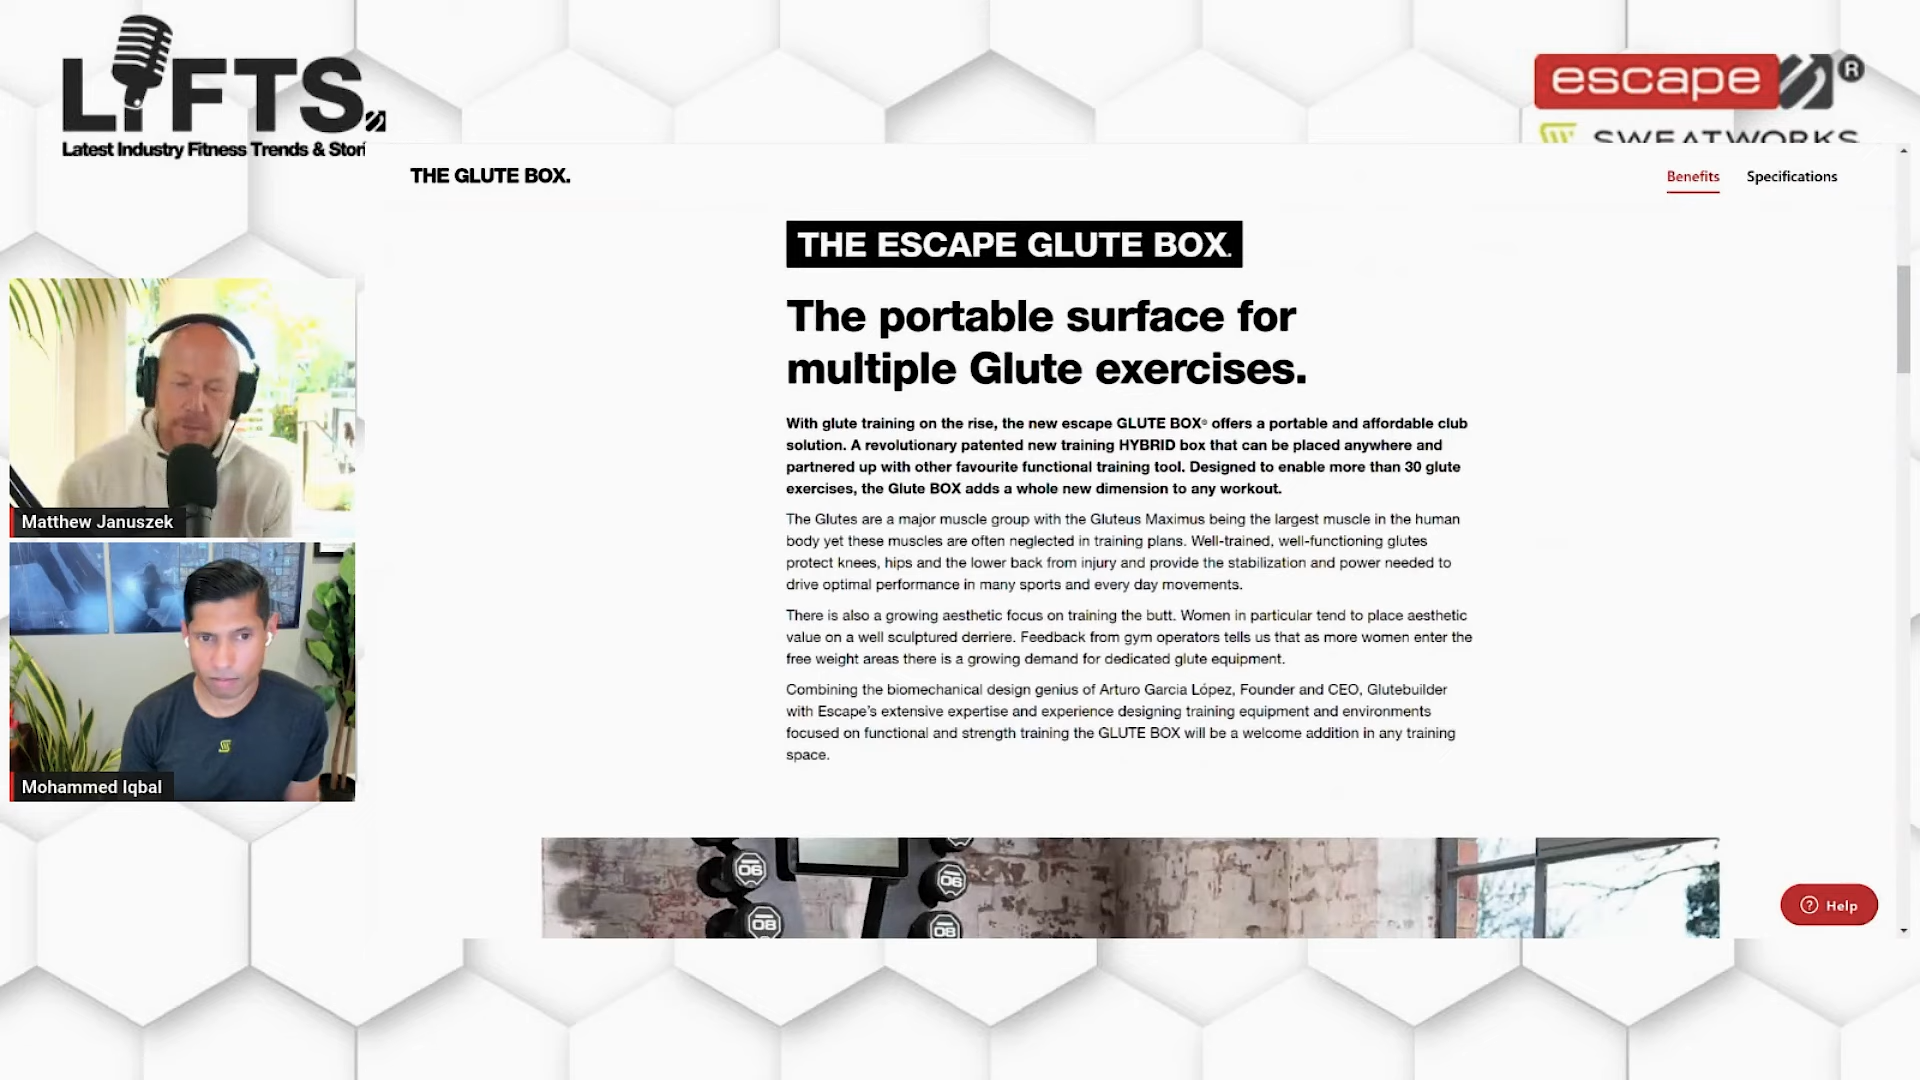 LIFTS.
Latest Industry Fitness Trends & Stori
escape
SWEATWORKS
THE GLUTE BOX.
Benefits
Specifications
THE ESCAPE GLUTE BOX.
The portable surface for
multiple Glute exercises.
With glute training on the rise, the new escape GLUTE BOX® offers a portable and affordable club
solution. A revolutionary patented new training HYBRID box that can be placed anywhere and
partnered up with other favourite functional training tool. Designed to enable more than 30 glute
exercises, the Glute BOX adds a whole new dimension to any workout.
The Glutes are a major muscle group with the Gluteus Maximus being the largest muscle in the human
body yet these muscles are often neglected in training plans. Well-trained, well-functioning glutes
protect knees, hips and the lower back from injury and provide the stabilization and power needed to
drive optimal performance in many sports and every day movements.
There is also a growing aesthetic focus on training the butt. Women in particular tend to place aesthetic
value on a well sculptured derriere. Feedback from gym operators tells us that as more women enter the
free weight areas there is a growing demand for dedicated glute equipment.
Combining the biomechanical design genius of Arturo Garcia López, Founder and CEO, Glutebuilder
with Escape's extensive expertise and experience designing training equipment and environments
focused on functional and strength training the GLUTE BOX will be a welcome addition in any training
space.
Matthew Januszek
Mohammed Iqbal
06
06
08
08
Help